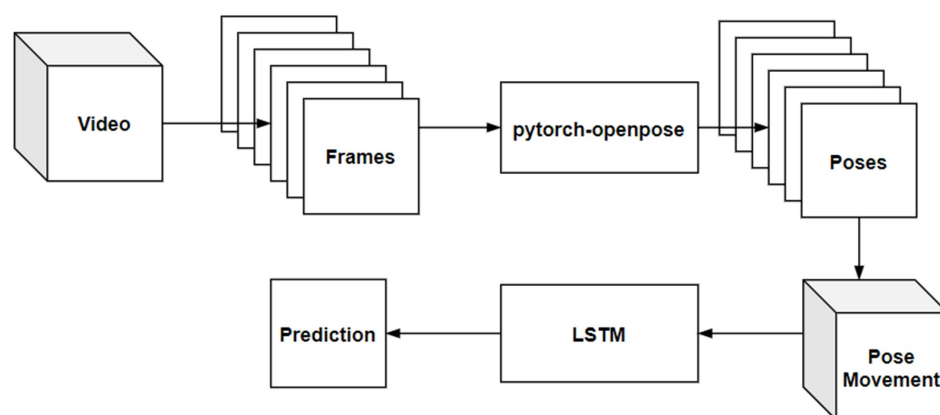 Video
Frames
pytorch-openpose
Poses
Prediction
LSTM
Pose
Movement